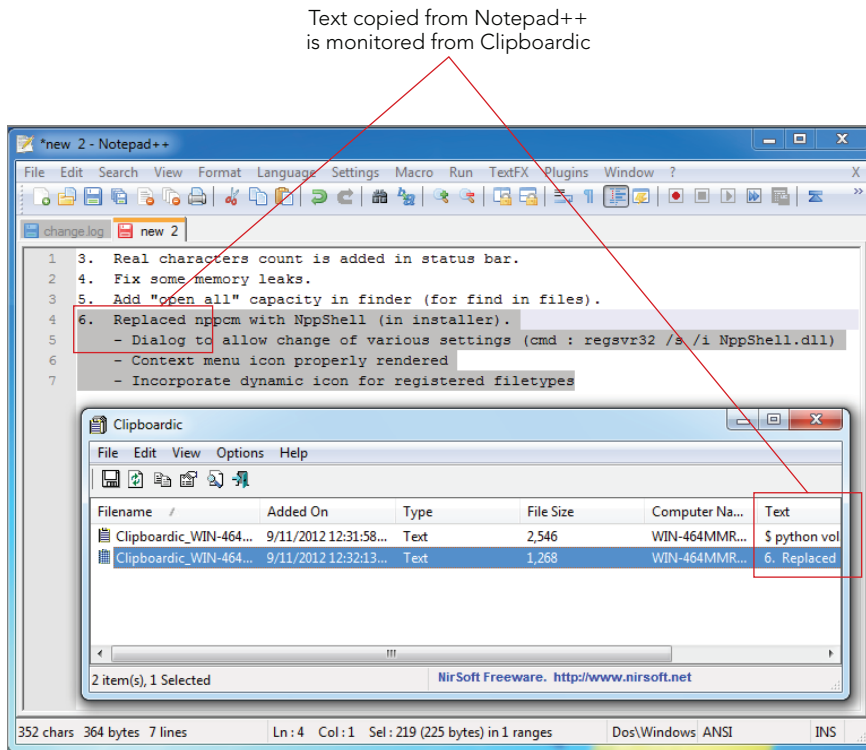 Text copied from Notepad++
is monitored from Clipboardic
*new 2 - Notepad++
File Edit Search View Format Language Settings Macro Run TextFX Plugins Window ? X
change.log new 2
1 3. Real characters count is added in status bar.
2 4. Fix some memory leaks.
3 5. Add "open all" capacity in finder (for find in files).
4 6. Replaced nppcm with NppShell (in installer).
5 - Dialog to allow change of various settings (cmd : regsvr32 /s /i NppShell.dll)
6 - Context menu icon properly rendered
7 - Incorporate dynamic icon for registered filetypes
Clipboardic
File Edit View Options Help
Filename / Added On Type File Size Computer Na... Text
Clipboardic_WIN-464... 9/11/2012 12:31:58... Text 2,546 WIN-464MMR... $ python vol
Clipboardic_WIN-464... 9/11/2012 12:32:13... Text 1,268 WIN-464MMR... 6. Replaced
2 item(s), 1 Selected NirSoft Freeware. http://www.nirsoft.net
352 chars 364 bytes 7 lines Ln : 4 Col : 1 Sel : 219 (225 bytes) in 1 ranges Dos\Windows ANSI INS